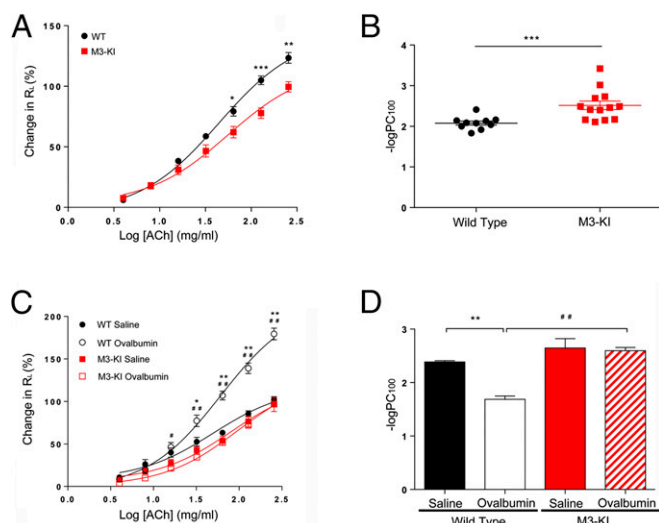 A
WT
M3-KI
Change in RL (%)
150
100
50
0
0.0 0.5 1.0 1.5 2.0 2.5
Log [ACh] (mg/ml)
* *** **
B
***
-logPC100
4
3
2
1
0
Wild Type M3-KI
C
WT Saline
WT Ovalbumin
M3-KI Saline
M3-KI Ovalbumin
Change in RL (%)
200
150
100
50
0
0.0 0.5 1.0 1.5 2.0 2.5
Log [ACh] (mg/ml)
#
*
##
**
##
**
##
**
##
D
** ##
-logPC100
3
2
1
0
Saline Ovalbumin Saline Ovalbumin
Wild Type M3-KI